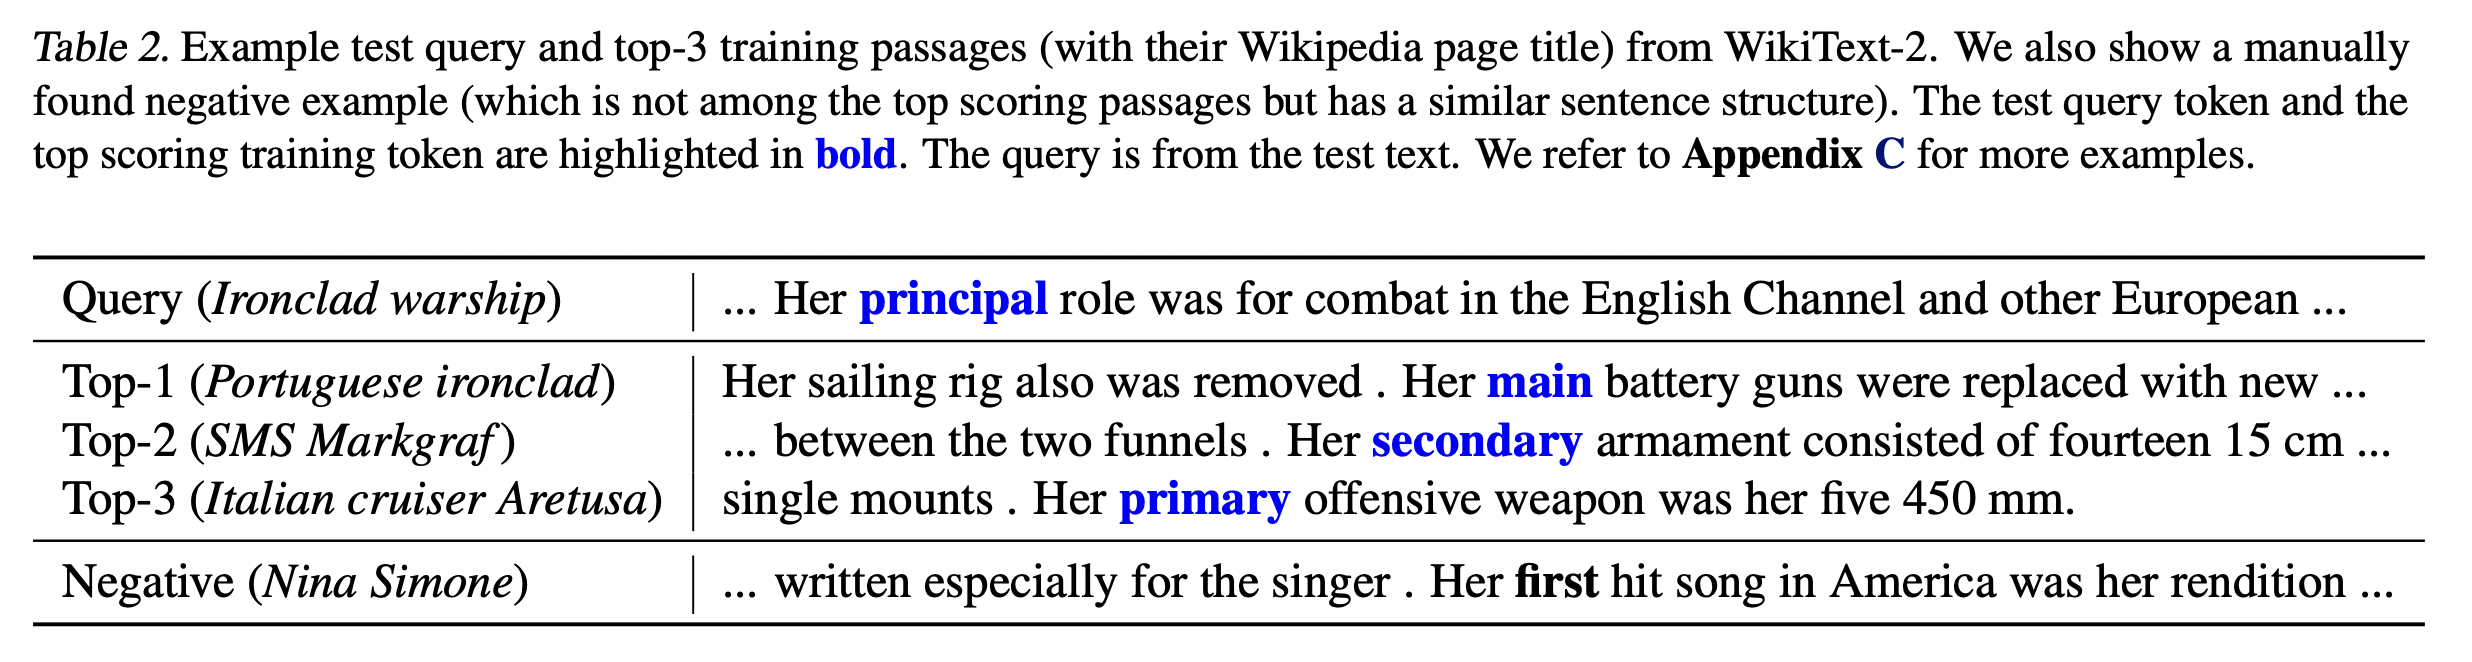 Table 2. Example test query and top-3 training passages (with their Wikipedia page title) from WikiText-2. We also show a manually
found negative example (which is not among the top scoring passages but has a similar sentence structure). The test query token and the
top scoring training token are highlighted in bold. The query is from the test text. We refer to Appendix C for more examples.
Query (Ironclad warship) ... Her principal role was for combat in the English Channel and other European ...
Top-1 (Portuguese ironclad) Her sailing rig also was removed . Her main battery guns were replaced with new ...
Top-2 (SMS Markgraf) ... between the two funnels . Her secondary armament consisted of fourteen 15 cm ...
Top-3 (Italian cruiser Aretusa) single mounts . Her primary offensive weapon was her five 450 mm.
Negative (Nina Simone) ... written especially for the singer . Her first hit song in America was her rendition ...